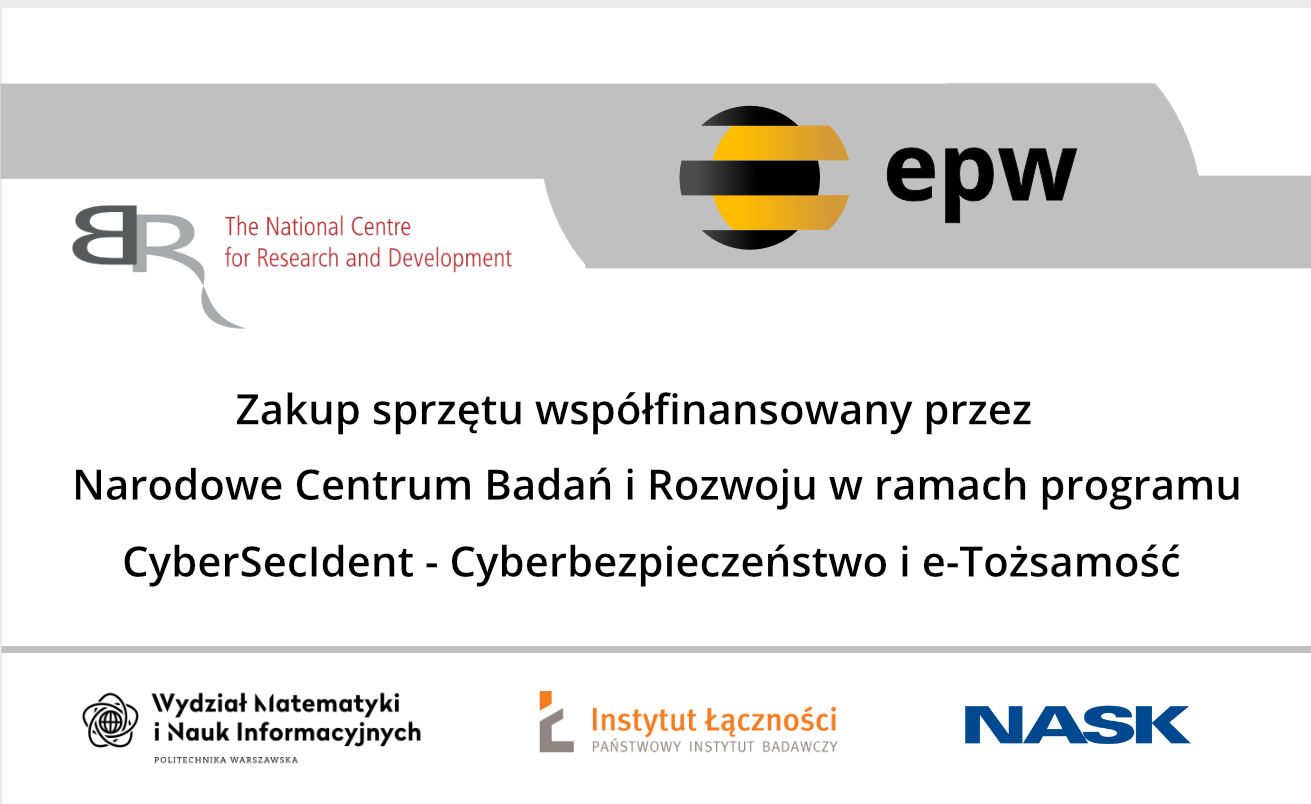 epw
BR
The National Centre
for Research and Development
Zakup sprzętu współfinansowany przez
Narodowe Centrum Badań i Rozwoju w ramach programu
CyberSecIdent - Cyberbezpieczeństwo i e-Tożsamość
Wydział Matematyki
i Nauk Informacyjnych
POLITECHNIKA WARSZAWSKA
Instytut Łączności
PAŃSTWOWY INSTYTUT BADAWCZY
NASK